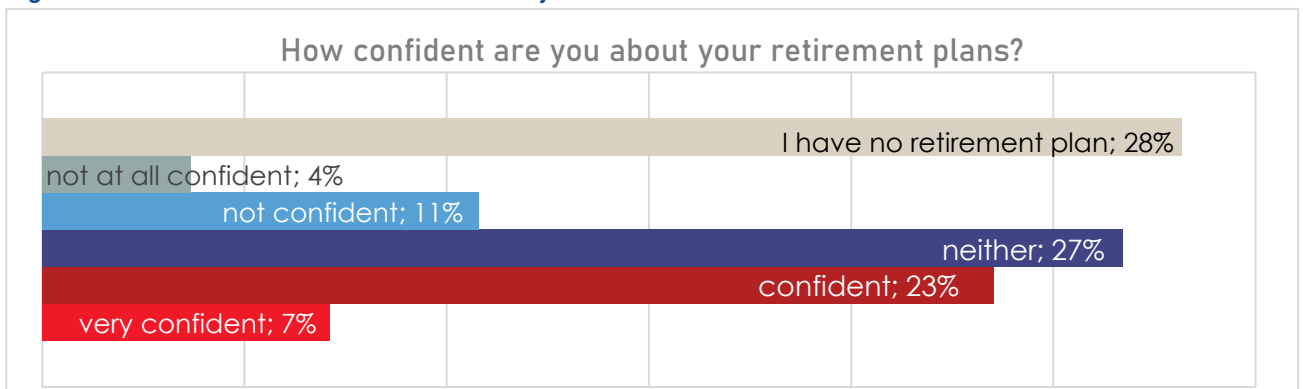 How confident are you about your retirement plans?
I have no retirement plan; 28%
not at all confident; 4%
not confident; 11%
neither; 27%
confident; 23%
very confident; 7%